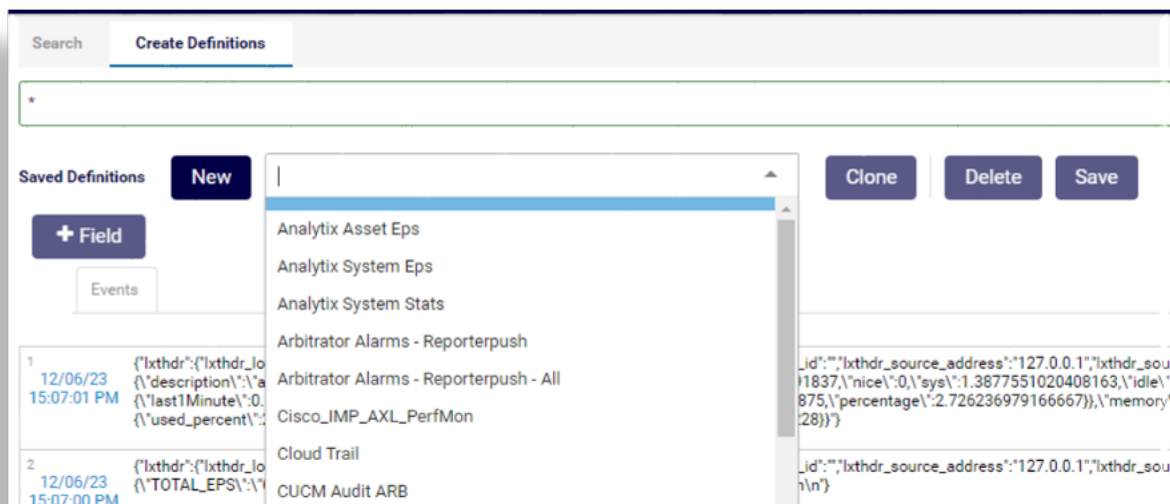 Search Create Definitions
*
Saved Definitions New Clone Delete Save
+ Field
Events
Analytix Asset Eps
Analytix System Eps
Analytix System Stats
Arbitrator Alarms - Reporterpush
Arbitrator Alarms - Reporterpush - All
Cisco_IMP_AXL_PerfMon
Cloud Trail
CUCM Audit ARB
1
12/06/23
15:07:01 PM
{"lxthdr":{"lxthdr_lo _id":"","lxthdr_source_address":"127.0.0.1","lxthdr_sou
{\"description\":\"a 91837,\"nice\":0,\"sys\":1.3877551020408163,\"idle\"
{\"last1Minute\":0. 875,\"percentage\":2.726236979166667}},\"memory\
{\"used_percent\": 28}}"}
2
12/06/23
15:07:00 PM
{"lxthdr":{"lxthdr_lo _id":"","lxthdr_source_address":"127.0.0.1","lxthdr_sou
{\"TOTAL_EPS\":\" \n"}